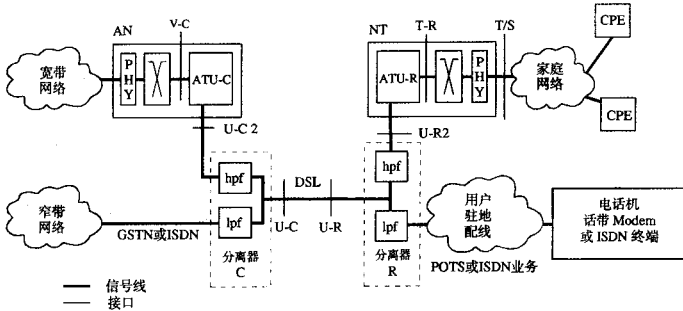 AN
V-C
NT
T-R
T/S
CPE
宽带
网络
PHY
ATU-C
ATU-R
PHY
家庭
网络
CPE
U-C 2
U-R2
hpf
hpf
DSL
窄带
网络
lpf
U-C
U-R
lpf
用户
驻地
配线
电话机
话带 Modem
或 ISDN 终端
GSTN或ISDN
分离器
C
分离器
R
POTS或ISDN业务
信号线
接口